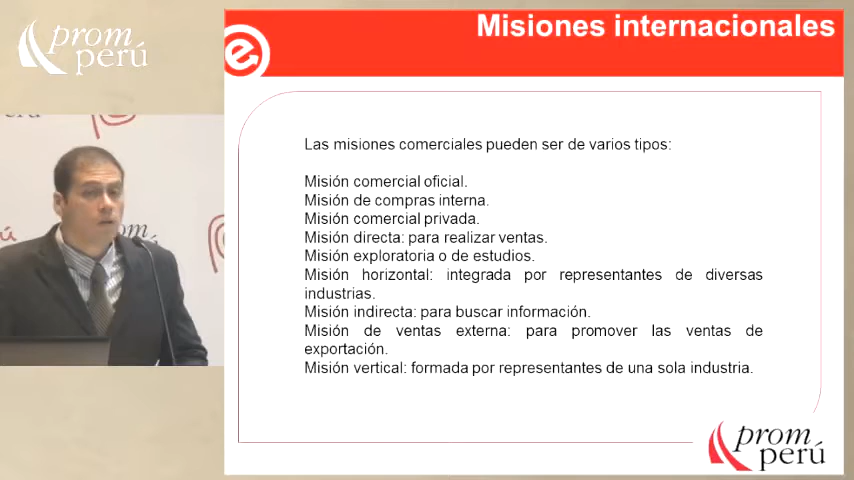 prom
perú
Misiones internacionales
Las misiones comerciales pueden ser de varios tipos:
Misión comercial oficial.
Misión de compras interna.
Misión comercial privada.
Misión directa: para realizar ventas.
Misión exploratoria o de estudios.
Misión horizontal: integrada por representantes de diversas
industrias.
Misión indirecta: para buscar información.
Misión de ventas externa: para promover las ventas de
exportación.
Misión vertical: formada por representantes de una sola industria.
prom
perú